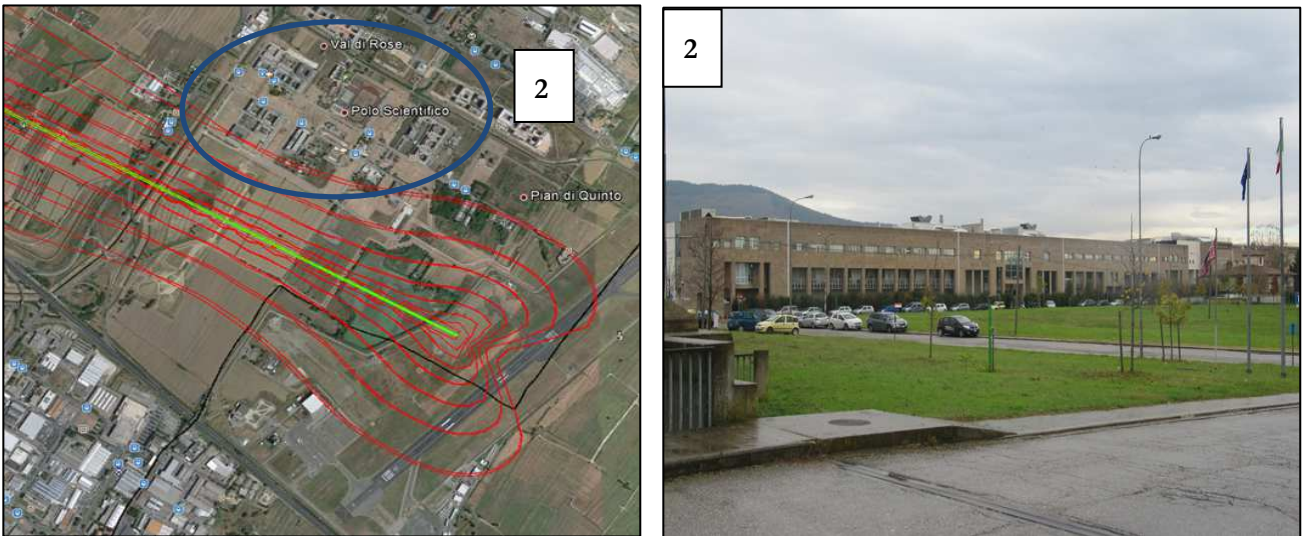 Val di Rose
2
Polo Scientifico
Pian di Quinto
2